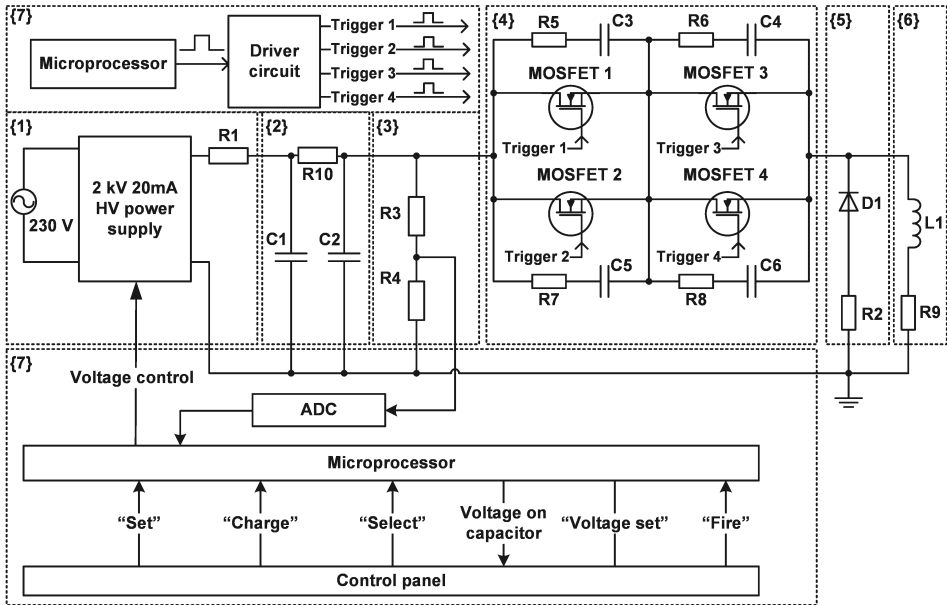 {7}
Microprocessor
Driver
circuit
Trigger 1
Trigger 2
Trigger 3
Trigger 4
{4}
R5
C3
R6
C4
MOSFET 1
MOSFET 3
Trigger 1
Trigger 3
MOSFET 2
MOSFET 4
Trigger 2
Trigger 4
R7
C5
R8
C6
{5}
D1
R2
{6}
L1
R9
{1}
230 V
2 kV 20mA
HV power
supply
R1
{2}
R10
C1
C2
{3}
R3
R4
{7}
Voltage control
ADC
Microprocessor
“Set”
“Charge”
“Select”
Voltage on
capacitor
“Voltage set”
“Fire”
Control panel